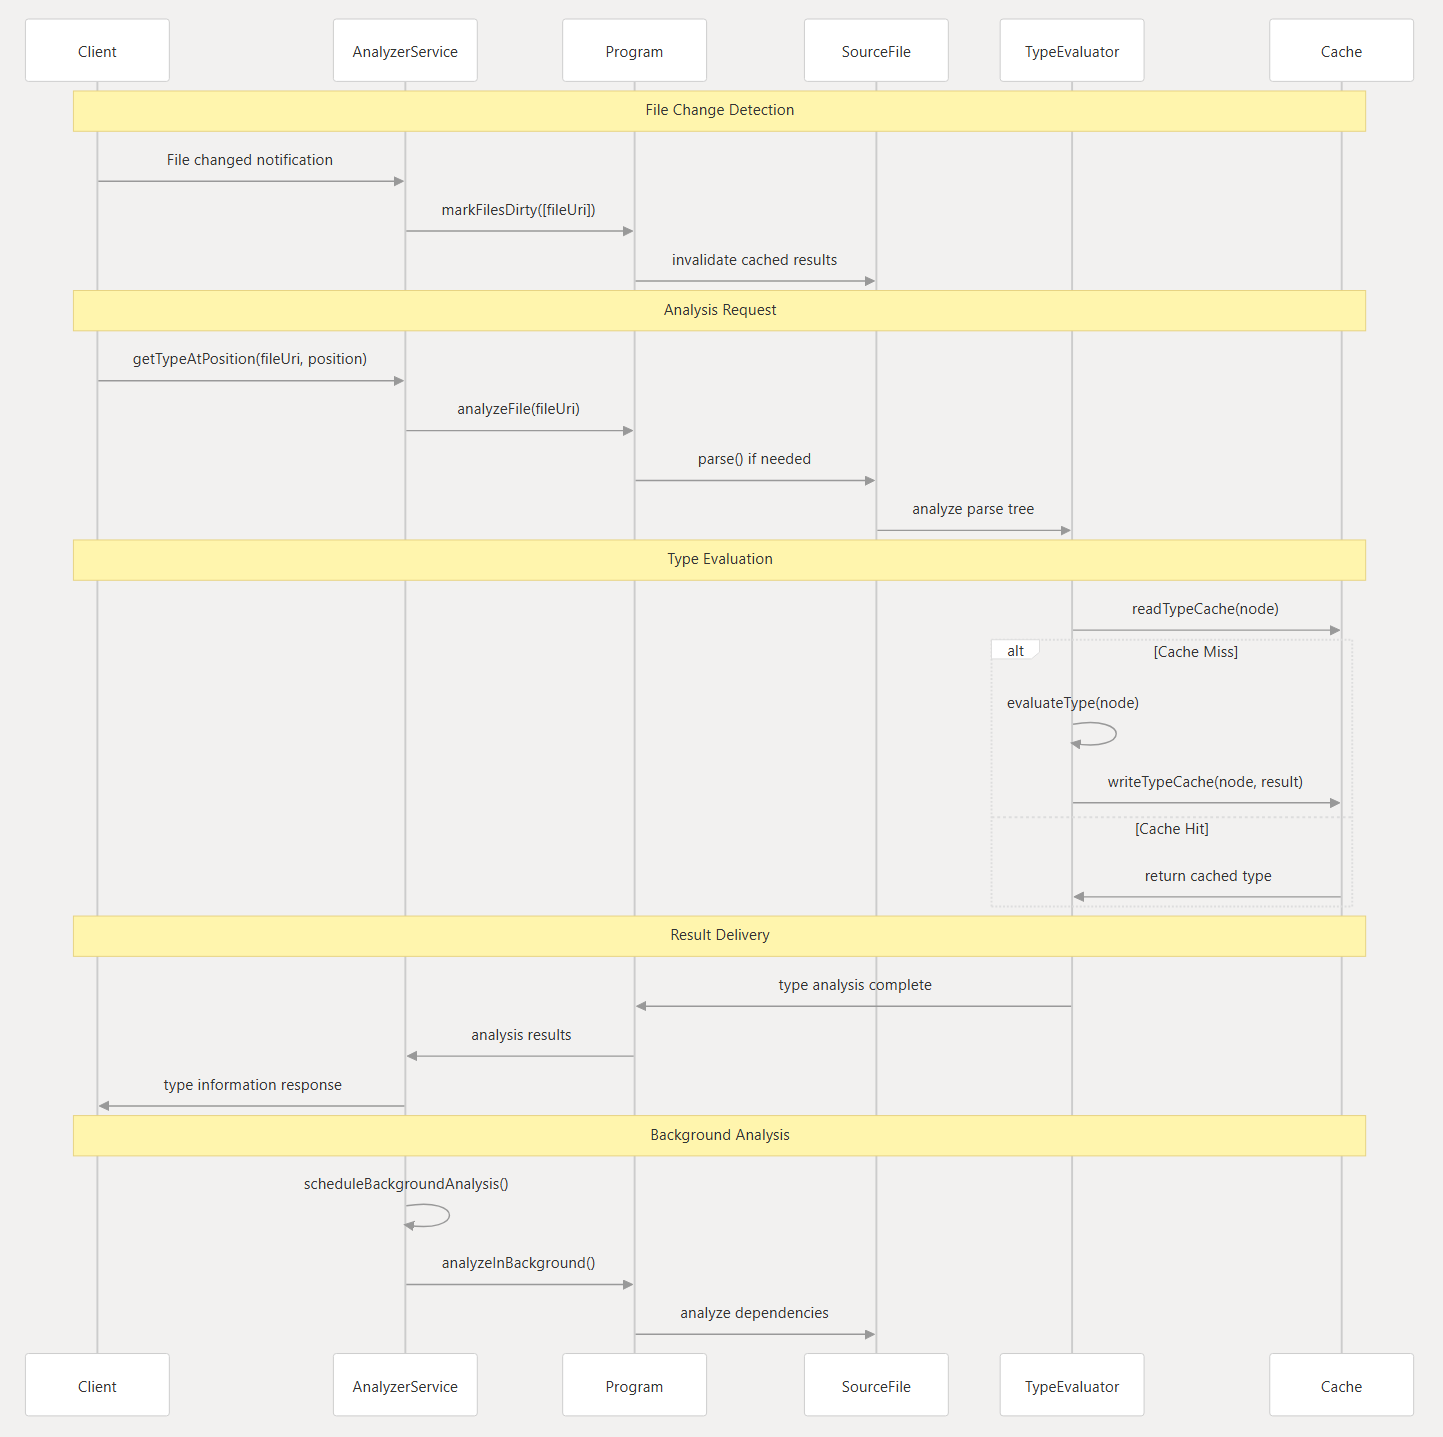 Client
AnalyzerService
Program
SourceFile
TypeEvaluator
Cache
File Change Detection
File changed notification
markFilesDirty([fileUri])
invalidate cached results
Analysis Request
getTypeAtPosition(fileUri, position)
analyzeFile(fileUri)
parse() if needed
analyze parse tree
Type Evaluation
readTypeCache(node)
alt
[Cache Miss]
evaluateType(node)
writeTypeCache(node, result)
[Cache Hit]
return cached type
Result Delivery
type analysis complete
analysis results
type information response
Background Analysis
scheduleBackgroundAnalysis()
analyzeInBackground()
analyze dependencies
Client
AnalyzerService
Program
SourceFile
TypeEvaluator
Cache